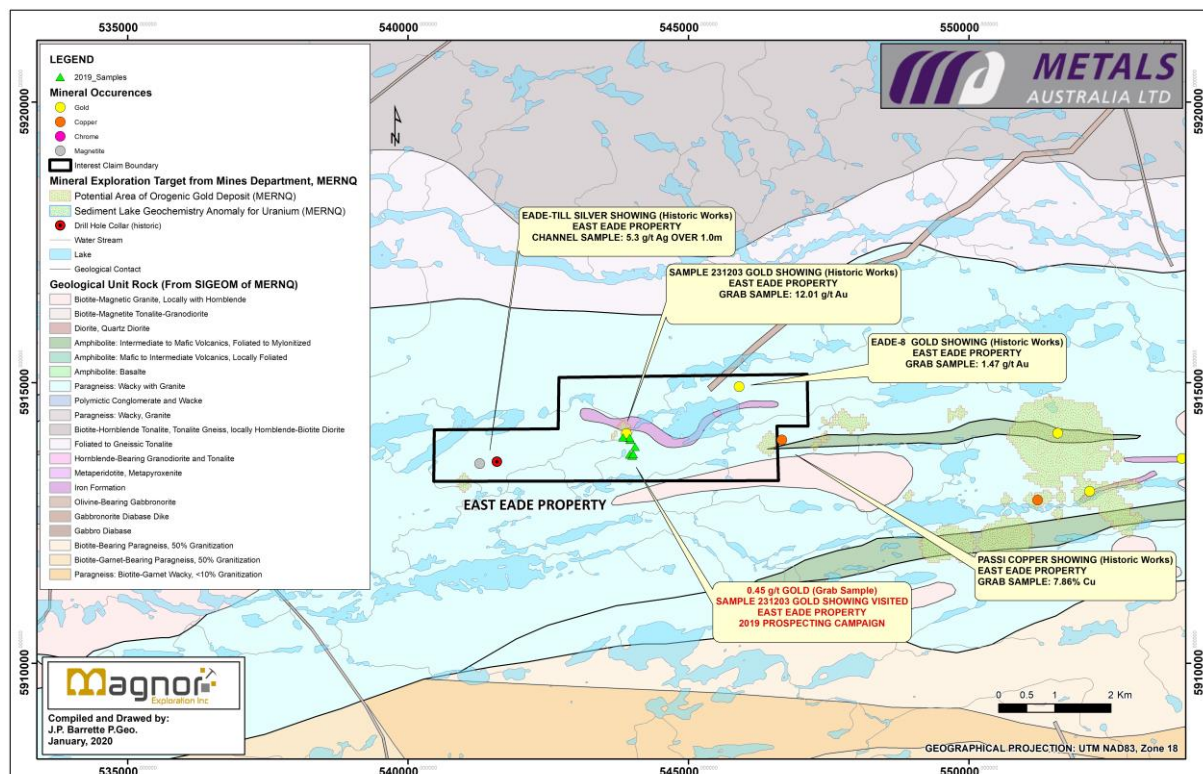 535000
540000
545000
550000
5920000
5920000
5915000
5915000
5910000
5910000
535000
540000
545000
550000
LEGEND
2019_Samples
Mineral Occurences
Gold
Copper
Chrome
Magnetite
Interest Claim Boundary
Mineral Exploration Target from Mines Department, MERNQ
Potential Area of Orogenic Gold Deposit (MERNQ)
Sediment Lake Geochemistry Anomaly for Uranium (MERNQ)
Drill Hole Collar (historic)
Water Stream
Lake
Geological Contact
Geological Unit Rock (From SIGEOM of MERNQ)
Biotite-Magnetic Granite, Locally with Hornblende
Biotite-Magnetite Tonalite-Granodiorite
Diorite, Quartz Diorite
Amphibolite: Intermediate to Mafic Volcanics, Foliated to Mylonitized
Amphibolite: Mafic to Intermediate Volcanics, Locally Foliated
Amphibolite: Basalte
Paragneiss: Wacky with Granite
Polymictic Conglomerate and Wacke
Paragneiss: Wacky, Granite
Biotite-Hornblende Tonalite, Tonalite Gneiss, locally Hornblende-Biotite Diorite
Foliated to Gneissic Tonalite
Hornblende-Bearing Granodiorite and Tonalite
Metaperidotite, Metapyroxenite
Iron Formation
Olivine-Bearing Gabbronorite
Gabbronorite Diabase Dike
Gabbro Diabase
Biotite-Bearing Paragneiss, 50% Granitization
Biotite-Garnet-Bearing Paragneiss, 50% Granitization
Paragneiss: Biotite-Garnet Wacky, <10% Granitization
N
METALS
AUSTRALIA LTD
EADE-TILL SILVER SHOWING (Historic Works)
EAST EADE PROPERTY
CHANNEL SAMPLE: 5.3 g/t Ag OVER 1.0m
SAMPLE 231203 GOLD SHOWING (Historic Works)
EAST EADE PROPERTY
GRAB SAMPLE: 12.01 g/t Au
EADE-8 GOLD SHOWING (Historic Works)
EAST EADE PROPERTY
GRAB SAMPLE: 1.47 g/t Au
EAST EADE PROPERTY
PASSI COPPER SHOWING (Historic Works)
EAST EADE PROPERTY
GRAB SAMPLE: 7.86% Cu
0.45 g/t GOLD (Grab Sample)
SAMPLE 231203 GOLD SHOWING VISITED
EAST EADE PROPERTY
2019 PROSPECTING CAMPAIGN
Magnor
Exploration Inc
Compiled and Drawed by:
J.P. Barrette P.Geo.
January, 2020
0 0.5 1 2 Km
GEOGRAPHICAL PROJECTION: UTM NAD83, Zone 18